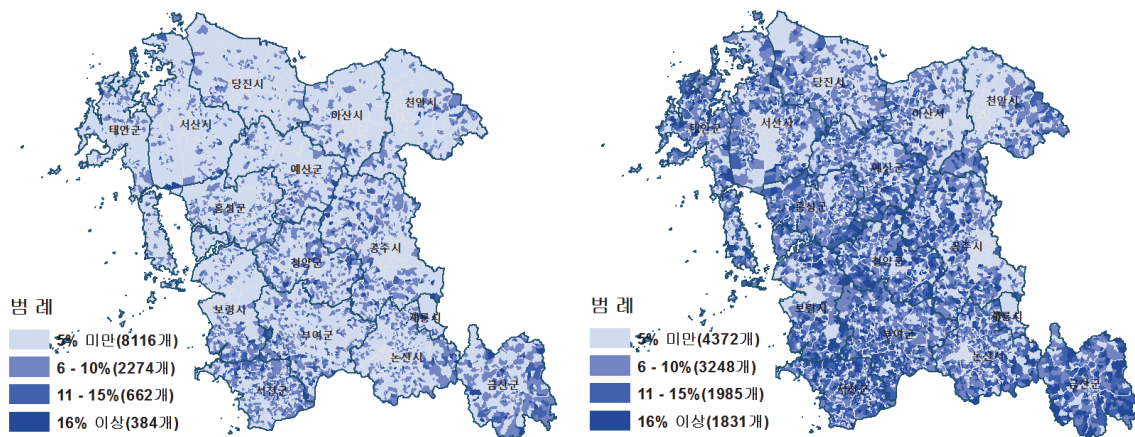 당진시
아산시
천안시
서산시
태안군
예산군
홍성군
공주시
청양군
보령시
계룡시
부여군
논산시
서천군
금산군
범 례
5% 미만(8116개)
6 - 10%(2274개)
11 - 15%(662개)
16% 이상(384개)
당진시
아산시
천안시
서산시
태안군
예산군
홍성군
공주시
청양군
보령시
계룡시
부여군
논산시
서천군
금산군
범 례
5% 미만(4372개)
6 - 10%(3248개)
11 - 15%(1985개)
16% 이상(1831개)